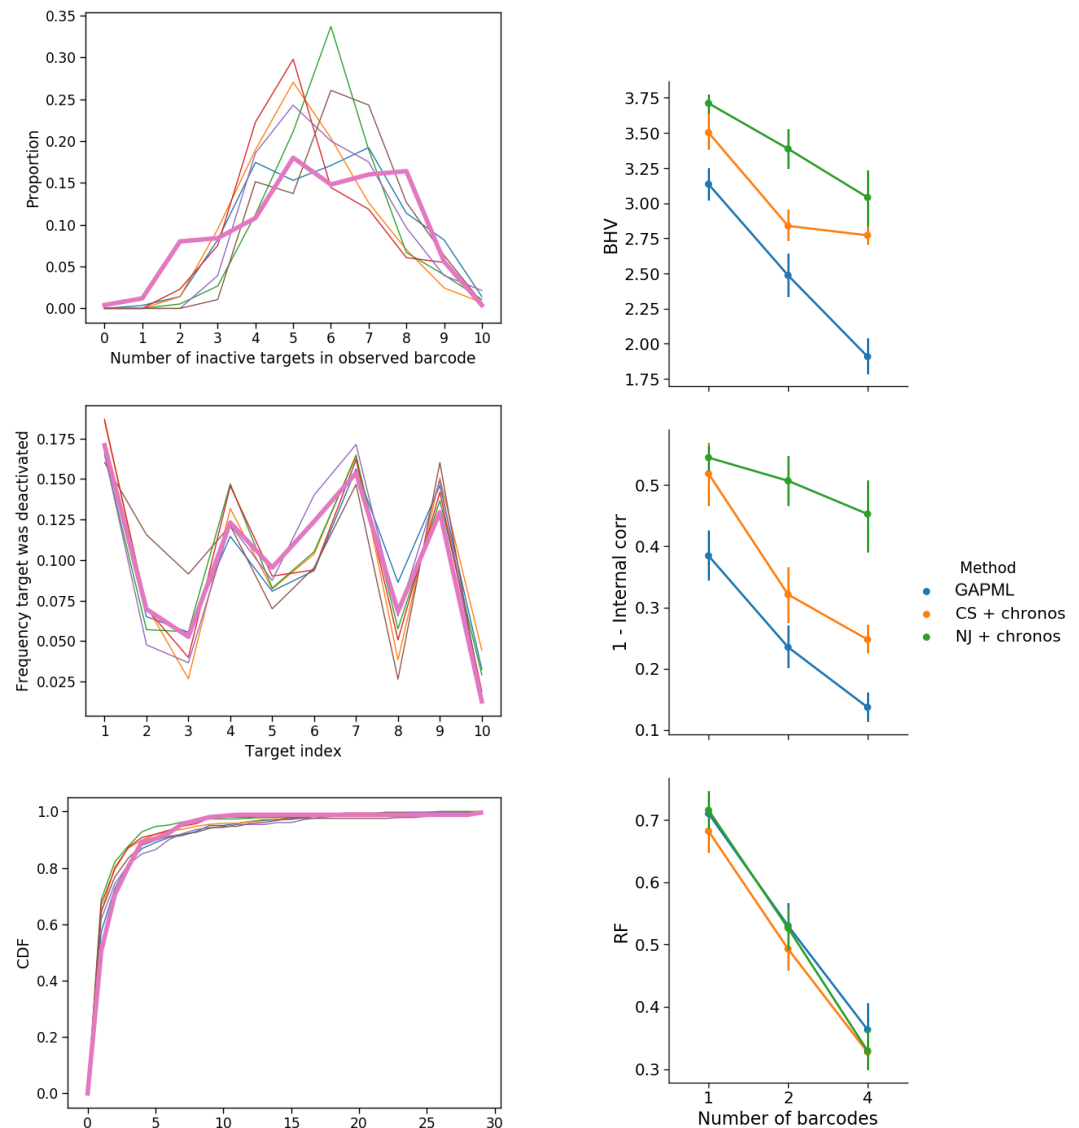 0.35
0.30
0.25
0.20
0.15
0.10
0.05
0.00
Proportion
0 1 2 3 4 5 6 7 8 9 10
Number of inactive targets in observed barcode
0.175
0.150
0.125
0.100
0.075
0.050
0.025
Frequency target was deactivated
1 2 3 4 5 6 7 8 9 10
Target index
1.0
0.8
0.6
0.4
0.2
0.0
CDF
0 5 10 15 20 25 30
3.75
3.50
3.25
3.00
2.75
2.50
2.25
2.00
1.75
BHV
0.5
0.4
0.3
0.2
0.1
1 - Internal corr
Method
GAPML
CS + chronos
NJ + chronos
0.7
0.6
0.5
0.4
0.3
RF
1 2 4
Number of barcodes